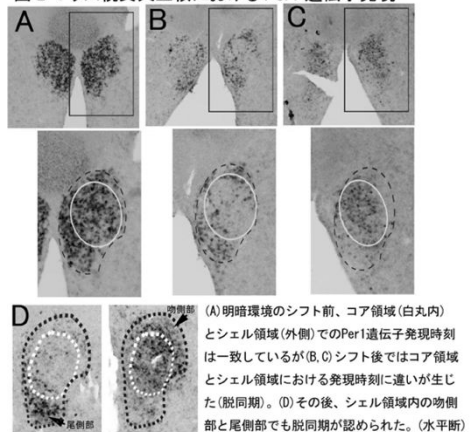 A
B
C
D
吻側部
尾側部
(A)明暗環境のシフト前、コア領域(白丸内)
とシェル領域(外側)でのPer1遺伝子発現時刻
は一致しているが(B,C)シフト後ではコア領域
とシェル領域における発現時刻に違いが生じ
た(脱同期)。(D)その後、シェル領域内の吻側
部と尾側部でも脱同期が認められた。(水平断)